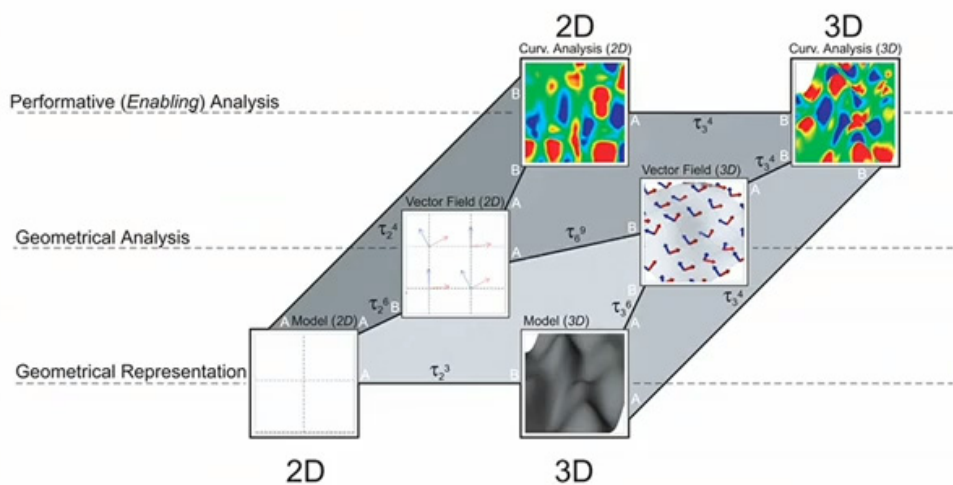 2D
3D
Curv. Analysis (2D)
Curv. Analysis (3D)
Performative (Enabling) Analysis
B
A
τ₃⁴
B
B
A
τ₃⁴
B
B
Vector Field (2D)
Vector Field (3D)
A
A
Geometrical Analysis
τ₂⁴
A
τ₆⁹
B
τ₂⁶
B
B
τ₃⁶
τ₃⁴
A
Model (2D)
A
Model (3D)
A
Geometrical Representation
A
τ₂³
B
A
2D
3D